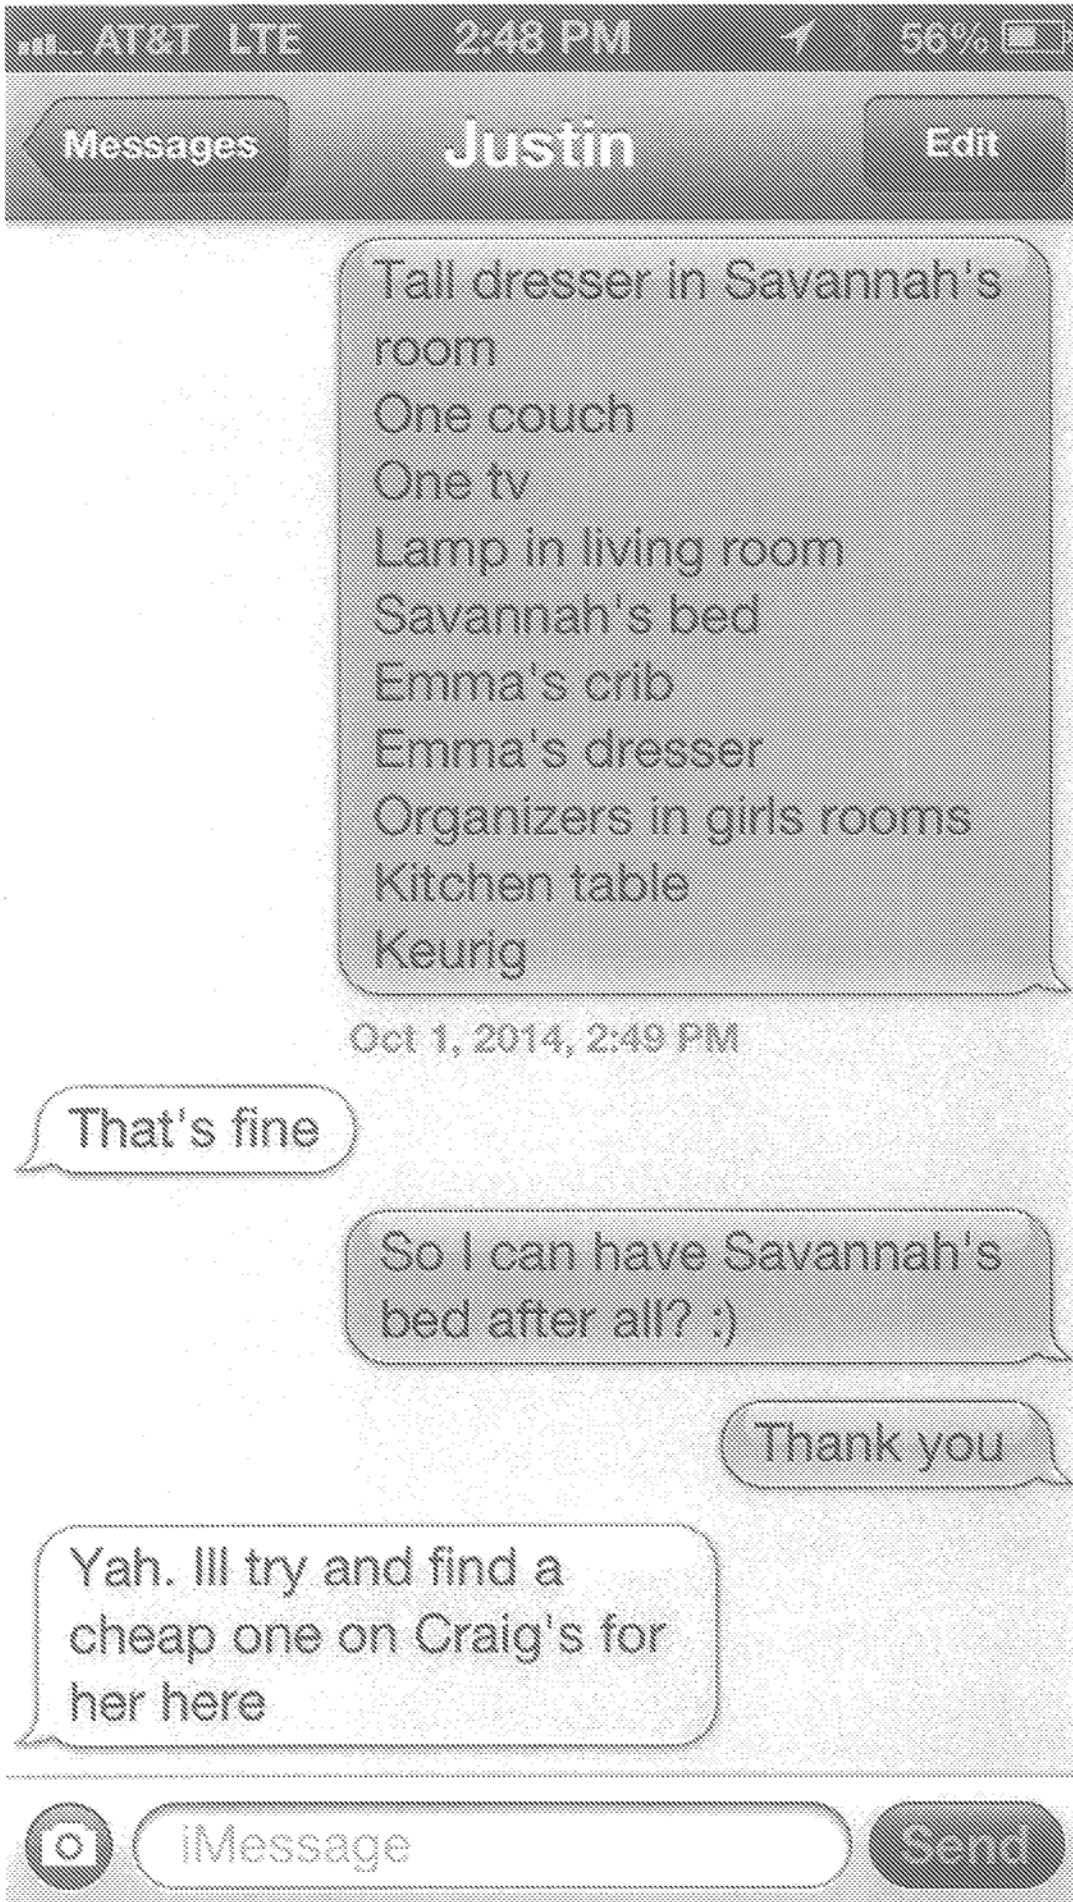 AT&T LTE 2:48 PM 56%
Messages Justin Edit
Tall dresser in Savannah's
room
One couch
One tv
Lamp in living room
Savannah's bed
Emma's crib
Emma's dresser
Organizers in girls rooms
Kitchen table
Keurig
Oct 1, 2014, 2:49 PM
That's fine
So I can have Savannah's
bed after all? :)
Thank you
Yah. Ill try and find a
cheap one on Craig's for
her here
iMessage Send